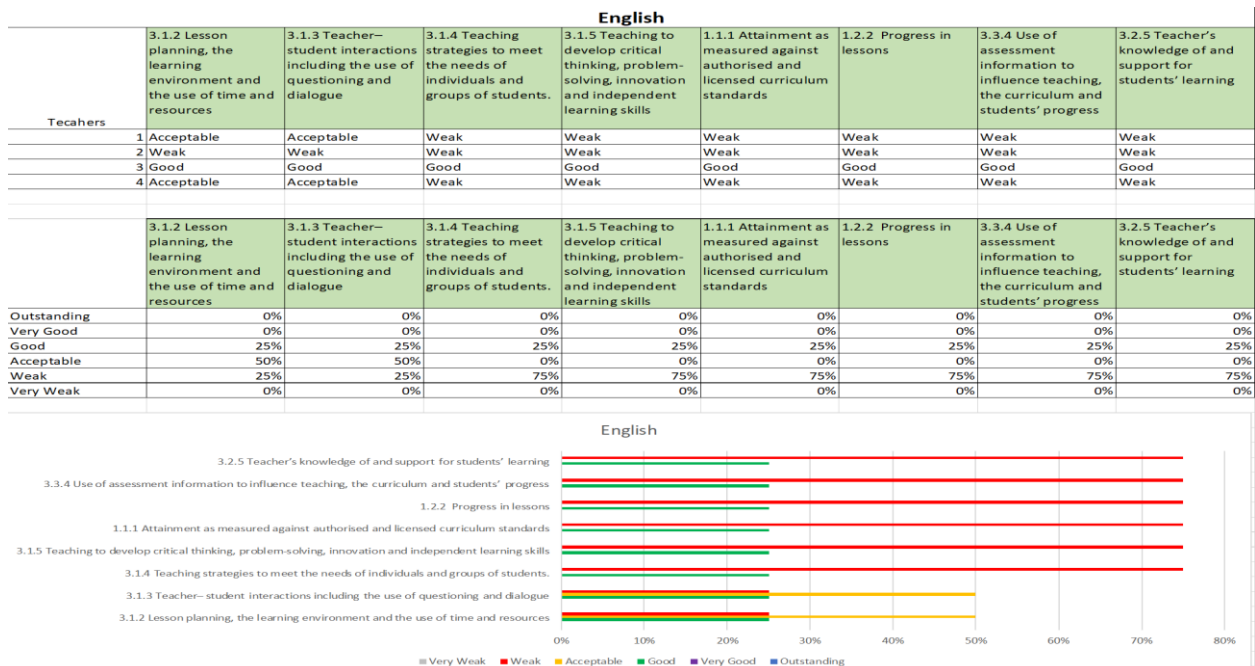 English
Tecahers
3.1.2 Lesson planning, the learning environment and the use of time and resources
3.1.3 Teacher–student interactions including the use of questioning and dialogue
3.1.4 Teaching strategies to meet the needs of individuals and groups of students.
3.1.5 Teaching to develop critical thinking, problem-solving, innovation and independent learning skills
1.1.1 Attainment as measured against authorised and licensed curriculum standards
1.2.2 Progress in lessons
3.3.4 Use of assessment information to influence teaching, the curriculum and students’ progress
3.2.5 Teacher’s knowledge of and support for students’ learning
1 Acceptable Acceptable Weak Weak Weak Weak Weak Weak
2 Weak Weak Weak Weak Weak Weak Weak Weak
3 Good Good Good Good Good Good Good Good
4 Acceptable Acceptable Weak Weak Weak Weak Weak Weak
3.1.2 Lesson planning, the learning environment and the use of time and resources
3.1.3 Teacher–student interactions including the use of questioning and dialogue
3.1.4 Teaching strategies to meet the needs of individuals and groups of students.
3.1.5 Teaching to develop critical thinking, problem-solving, innovation and independent learning skills
1.1.1 Attainment as measured against authorised and licensed curriculum standards
1.2.2 Progress in lessons
3.3.4 Use of assessment information to influence teaching, the curriculum and students’ progress
3.2.5 Teacher’s knowledge of and support for students’ learning
Outstanding 0% 0% 0% 0% 0% 0% 0% 0%
Very Good 0% 0% 0% 0% 0% 0% 0% 0%
Good 25% 25% 25% 25% 25% 25% 25% 25%
Acceptable 50% 50% 0% 0% 0% 0% 0% 0%
Weak 25% 25% 75% 75% 75% 75% 75% 75%
Very Weak 0% 0% 0% 0% 0% 0% 0% 0%
English
3.2.5 Teacher’s knowledge of and support for students’ learning
3.3.4 Use of assessment information to influence teaching, the curriculum and students’ progress
1.2.2 Progress in lessons
1.1.1 Attainment as measured against authorised and licensed curriculum standards
3.1.5 Teaching to develop critical thinking, problem-solving, innovation and independent learning skills
3.1.4 Teaching strategies to meet the needs of individuals and groups of students.
3.1.3 Teacher– student interactions including the use of questioning and dialogue
3.1.2 Lesson planning, the learning environment and the use of time and resources
0% 10% 20% 30% 40% 50% 60% 70% 80%
Very Weak Weak Acceptable Good Very Good Outstanding